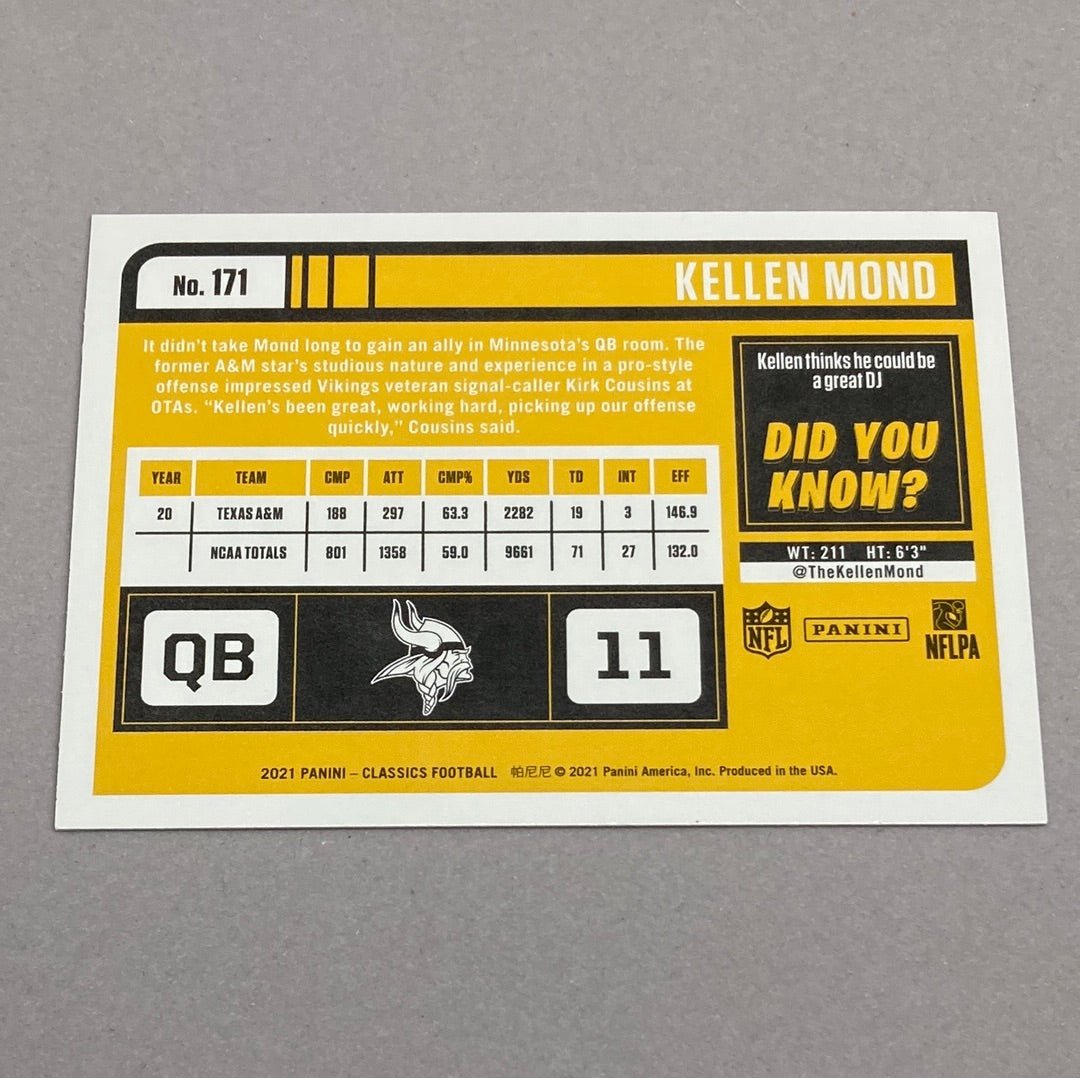 No. 171
KELLEN MOND
It didn't take Mond long to gain an ally in Minnesota's QB room. The
former A&M star's studious nature and experience in a pro-style
offense impressed Vikings veteran signal-caller Kirk Cousins at
OTAs. “Kellen's been great, working hard, picking up our offense
quickly,” Cousins said.
Kellen thinks he could be
a great DJ
DID YOU
KNOW?
YEAR TEAM CMP ATT CMP% YDS TD INT EFF
20 TEXAS A&M 188 297 63.3 2282 19 3 146.9
NCAA TOTALS 801 1358 59.0 9661 71 27 132.0
WT: 211 HT: 6'3"
@TheKellenMond
QB
11
NFL
PANINI
NFLPA
2021 PANINI – CLASSICS FOOTBALL 帕尼尼 © 2021 Panini America, Inc. Produced in the USA.